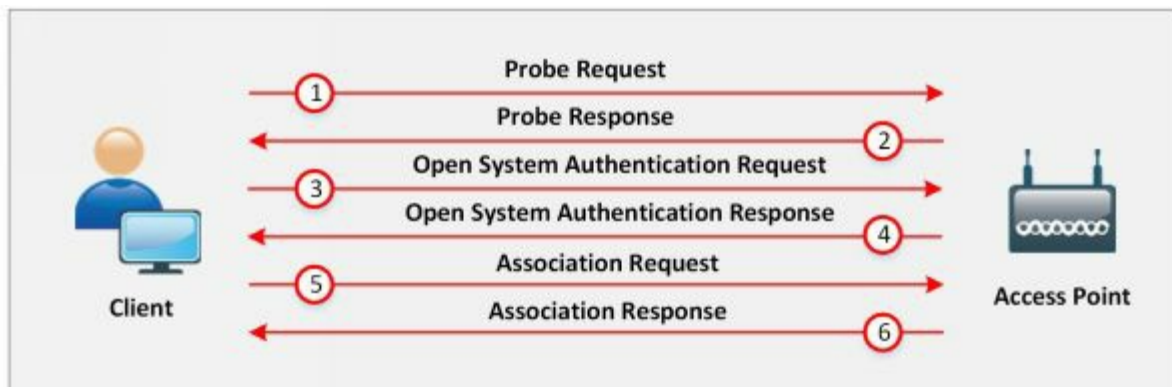 Probe Request
1
Probe Response
2
Open System Authentication Request
3
Open System Authentication Response
4
Association Request
5
Association Response
6
Client
Access Point